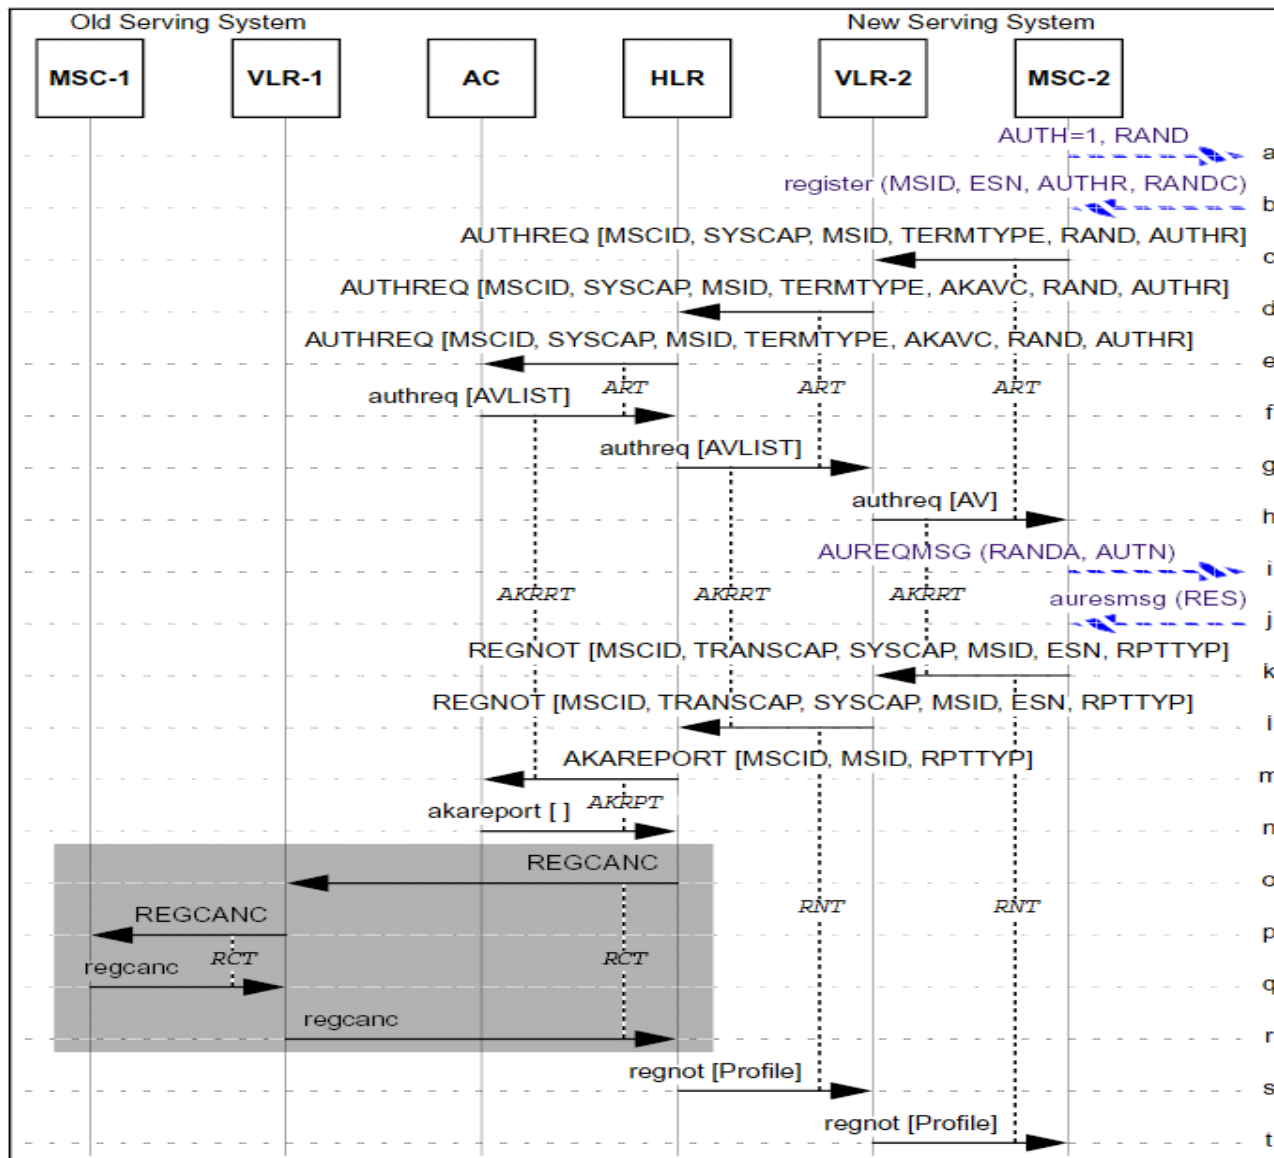 Old Serving System New Serving System
MSC-1 VLR-1 AC HLR VLR-2 MSC-2
AUTH=1, RAND
a
register (MSID, ESN, AUTHR, RANDC)
b
AUTHREQ [MSCID, SYSCAP, MSID, TERMTYPE, RAND, AUTHR]
c
AUTHREQ [MSCID, SYSCAP, MSID, TERMTYPE, AKAVC, RAND, AUTHR]
d
AUTHREQ [MSCID, SYSCAP, MSID, TERMTYPE, AKAVC, RAND, AUTHR]
e
authreq [AVLIST] ART ART ART
f
authreq [AVLIST]
g
authreq [AV]
h
AUREQMSG (RANDA, AUTN)
i
AKRRT AKRRT AKRRT auresmsg (RES)
j
REGNOT [MSCID, TRANSCAP, SYSCAP, MSID, ESN, RPTTYP]
k
REGNOT [MSCID, TRANSCAP, SYSCAP, MSID, ESN, RPTTYP]
i
AKAREPORT [MSCID, MSID, RPTTYP]
m
akareport [ ] AKRPT
n
REGCANC
o
REGCANC RNT RNT
p
regcanc RCT RCT
q
regcanc
r
regnot [Profile]
s
regnot [Profile]
t